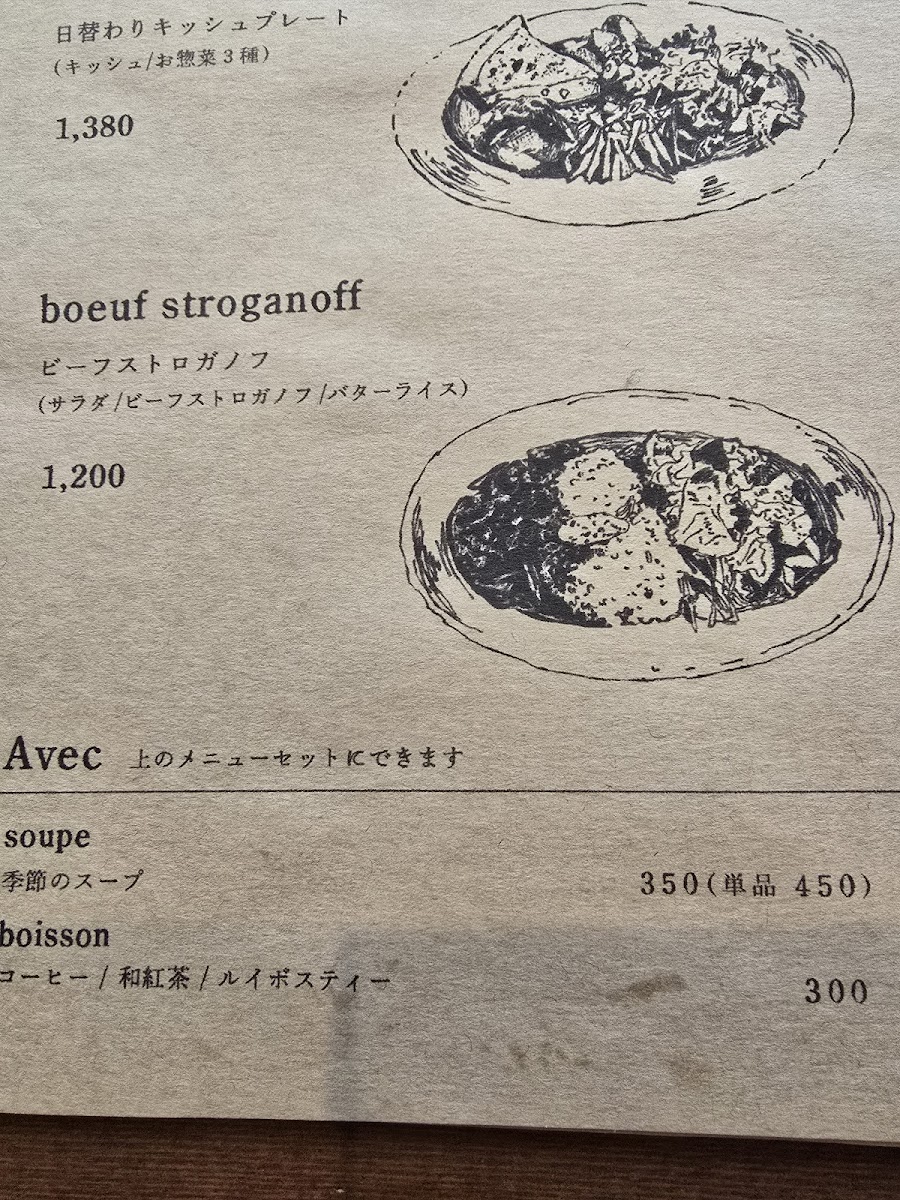 日替わりキッシュプレート
(キッシュ/お惣菜3種)
1,380
boeuf stroganoff
ビーフストロガノフ
(サラダ/ビーフストロガノフ/バターライス)
1,200
Avec 上のメニューセットにできます
soupe
季節のスープ 350(単品 450)
boisson
コーヒー / 和紅茶 / ルイボスティー 300